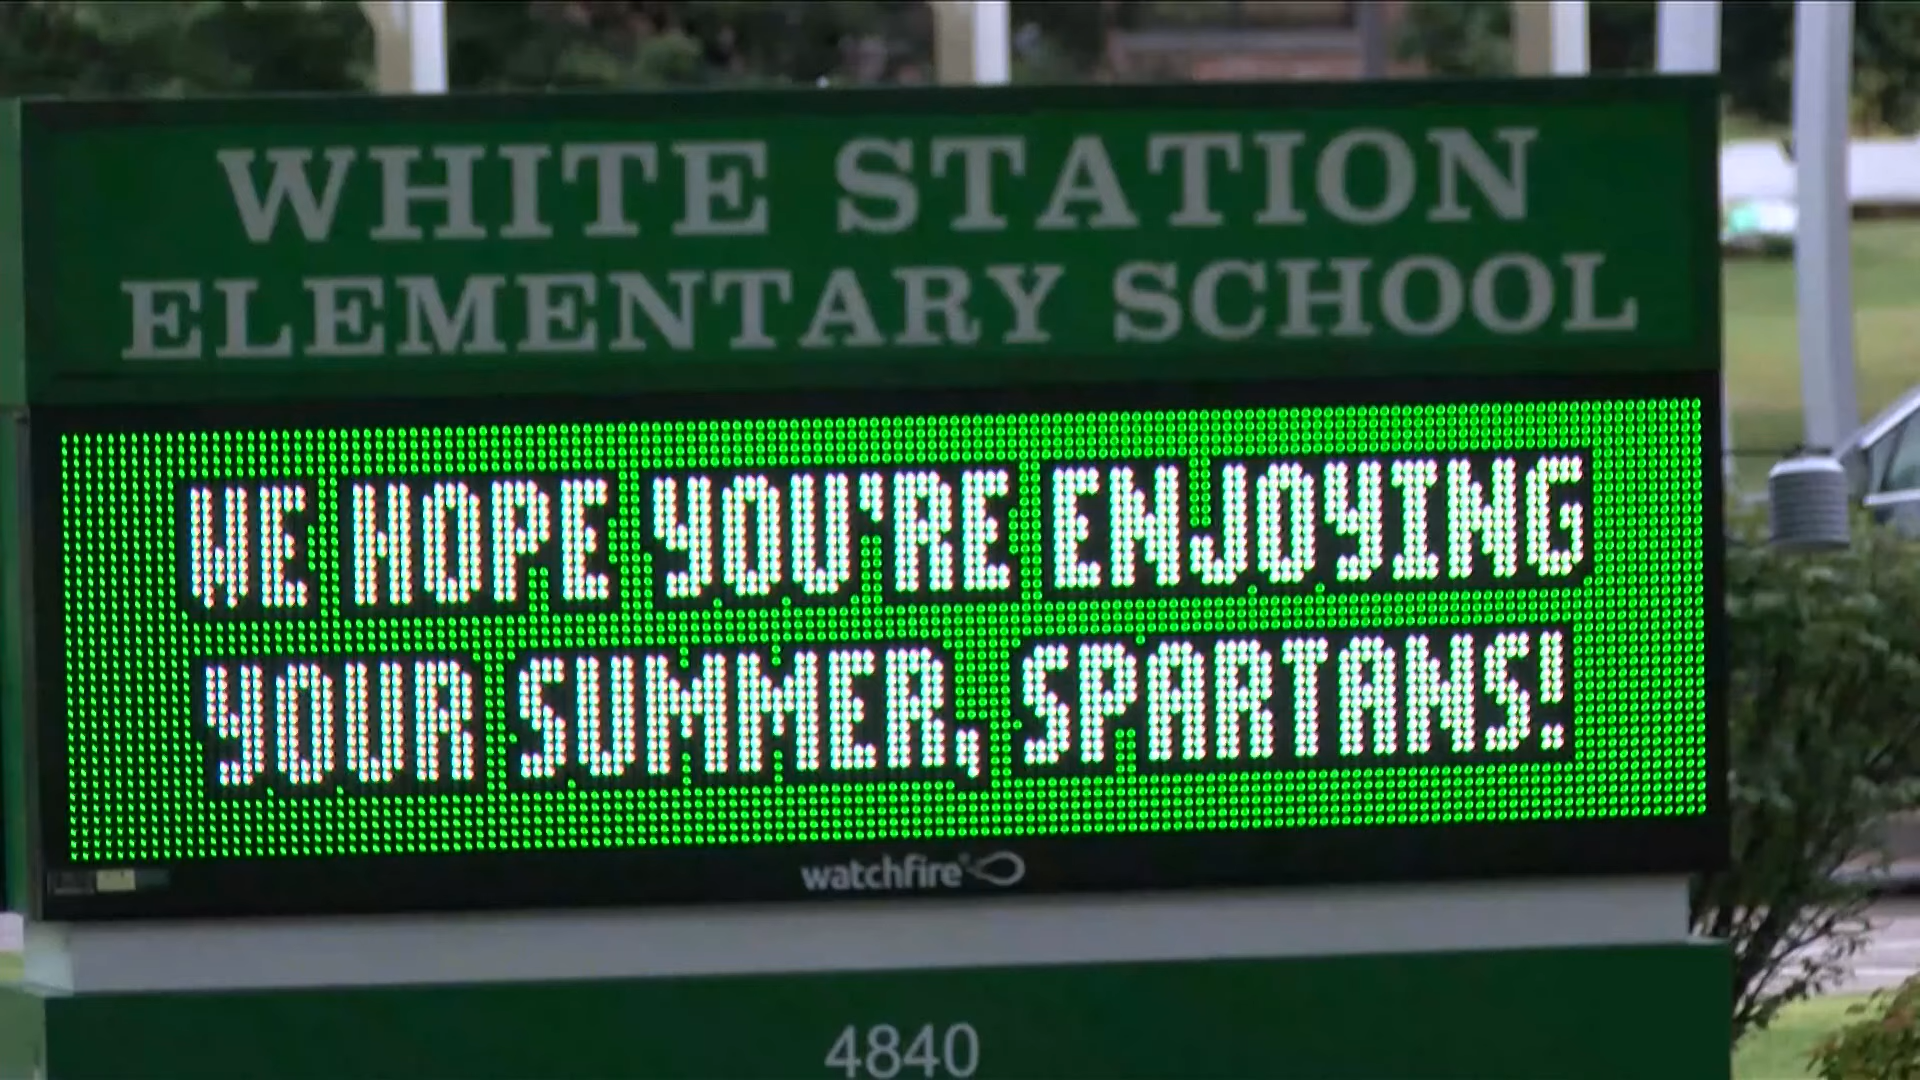 WHITE STATION
ELEMENTARY SCHOOL
WE HOPE YOU'RE ENJOYING
YOUR SUMMER, SPARTANS!
watchfire
4840